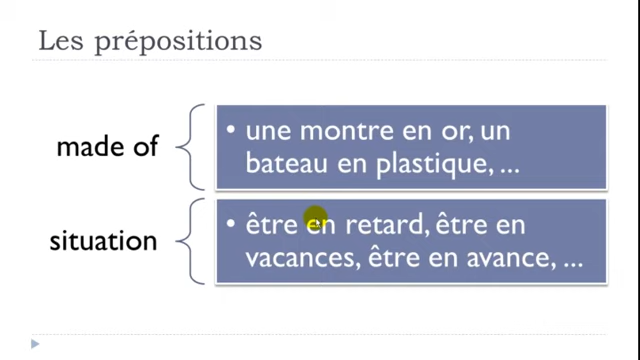 Les prépositions
made of
• une montre en or, un
bateau en plastique, ...
situation
• être en retard, être en
vacances, être en avance, ...